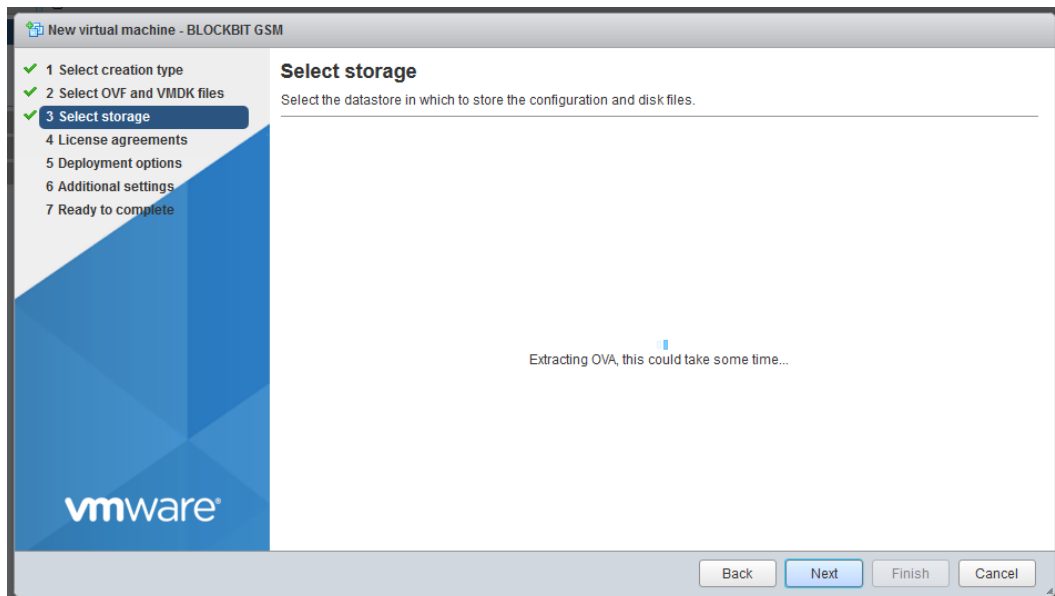 New virtual machine - BLOCKBIT GSM
1 Select creation type
2 Select OVF and VMDK files
3 Select storage
4 License agreements
5 Deployment options
6 Additional settings
7 Ready to complete
Select storage
Select the datastore in which to store the configuration and disk files.
Extracting OVA, this could take some time...
vmware®
Back
Next
Finish
Cancel